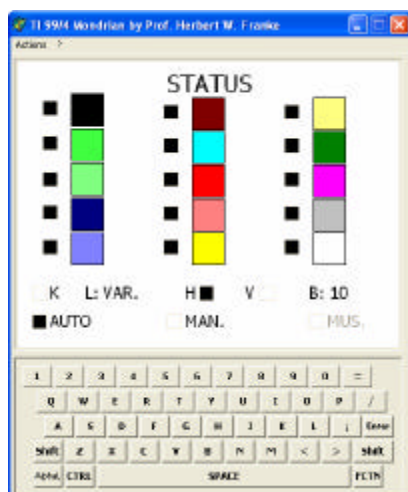 TI 99/4 Mondrian by Prof. Herbert W. Franke
Actions ?
STATUS
K L: VAR. H V B: 10
AUTO MAN. MUS.
1 2 3 4 5 6 7 8 9 0 =
Q W E R T Y U I O P /
A S D F G H J K L ; Enter
Shift Z X C V B N M < > Shift
Alpha CTRL SPACE FCTN